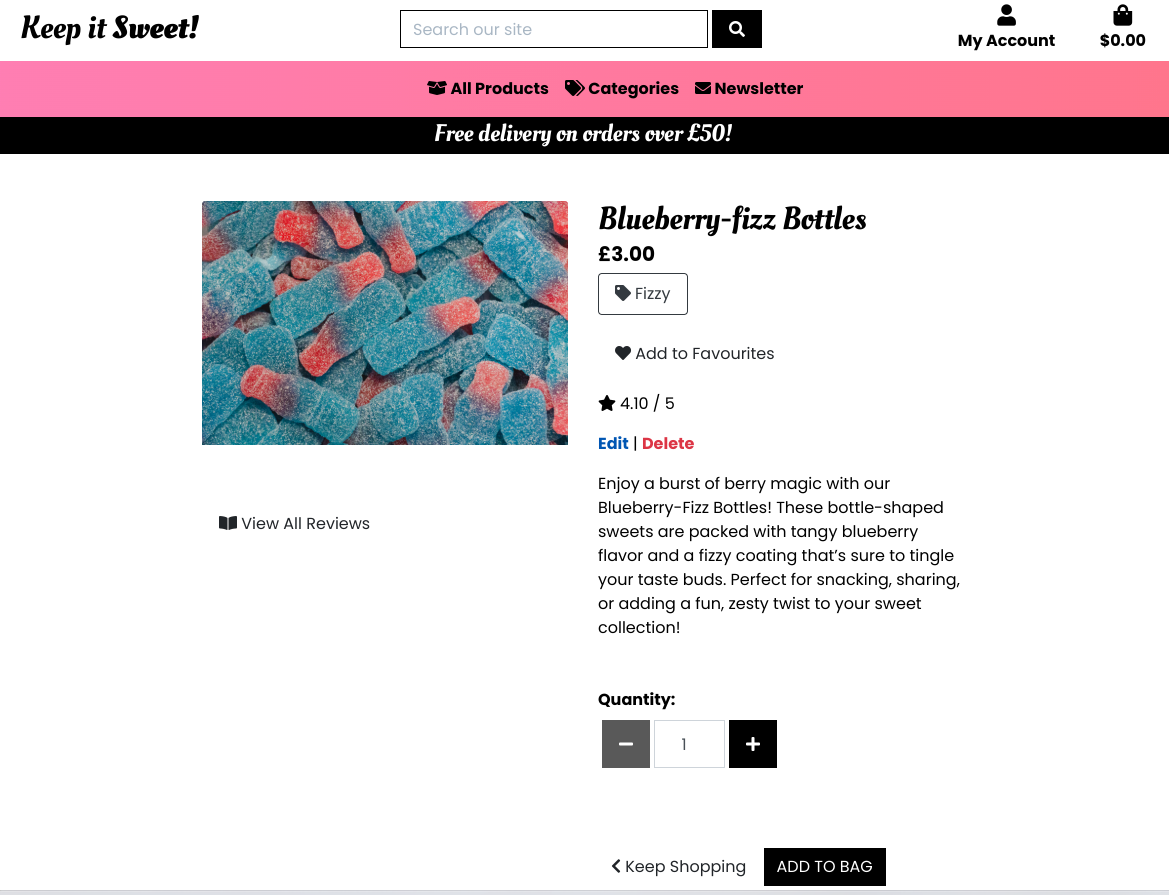 Keep it Sweet!
Search our site
My Account
$0.00
All Products
Categories
Newsletter
Free delivery on orders over £50!
Blueberry-fizz Bottles
£3.00
Fizzy
Add to Favourites
4.10 / 5
Edit | Delete
Enjoy a burst of berry magic with our
Blueberry-Fizz Bottles! These bottle-shaped
sweets are packed with tangy blueberry
flavor and a fizzy coating that’s sure to tingle
your taste buds. Perfect for snacking, sharing,
or adding a fun, zesty twist to your sweet
collection!
View All Reviews
Quantity:
1
Keep Shopping
ADD TO BAG